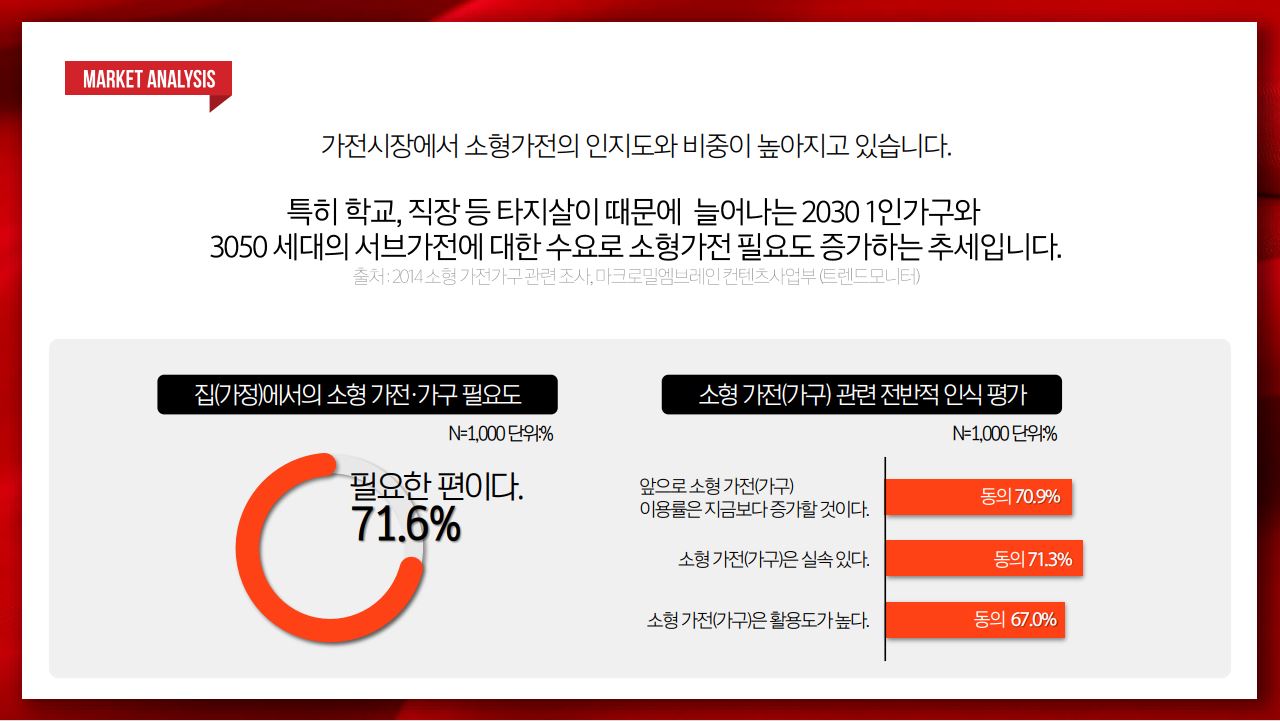 MARKET ANALYSIS
가전시장에서 소형가전의 인지도와 비중이 높아지고 있습니다.
특히 학교, 직장 등 타지살이 때문에 늘어나는 2030 1인가구와
3050 세대의 서브가전에 대한 수요로 소형가전 필요도 증가하는 추세입니다.
출처 : 2014 소형 가전가구 관련 조사, 마크로밀엠브레인 컨텐츠사업부 (트렌드모니터)
집(가정)에서의 소형 가전·가구 필요도
N=1,000 단위:%
필요한 편이다.
71.6%
소형 가전(가구) 관련 전반적 인식 평가
N=1,000 단위:%
앞으로 소형 가전(가구)
이용률은 지금보다 증가할 것이다.
동의 70.9%
소형 가전(가구)은 실속 있다.
동의 71.3%
소형 가전(가구)은 활용도가 높다.
동의 67.0%